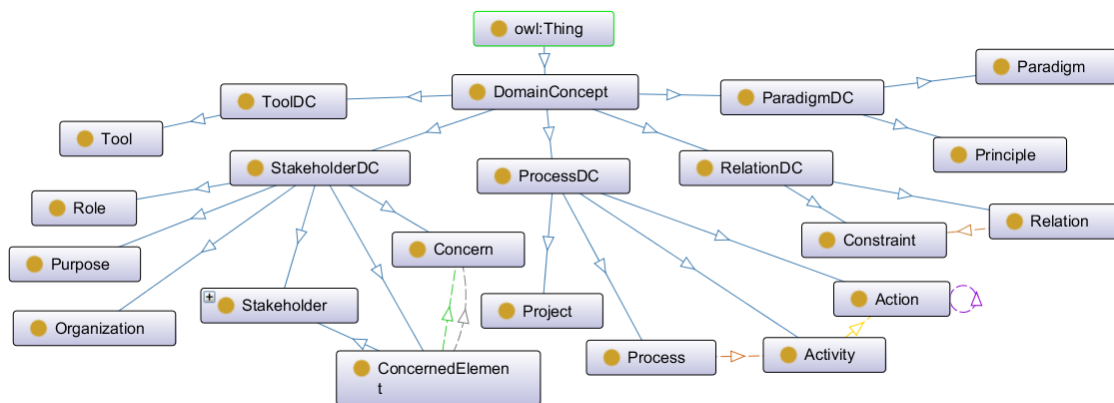 owl:Thing
Paradigm
DomainConcept
ToolDC
ParadigmDC
Tool
Principle
StakeholderDC
ProcessDC
RelationDC
Role
Relation
Concern
Constraint
Purpose
Stakeholder
Project
Action
Organization
Process
Activity
ConcernedElemen
t